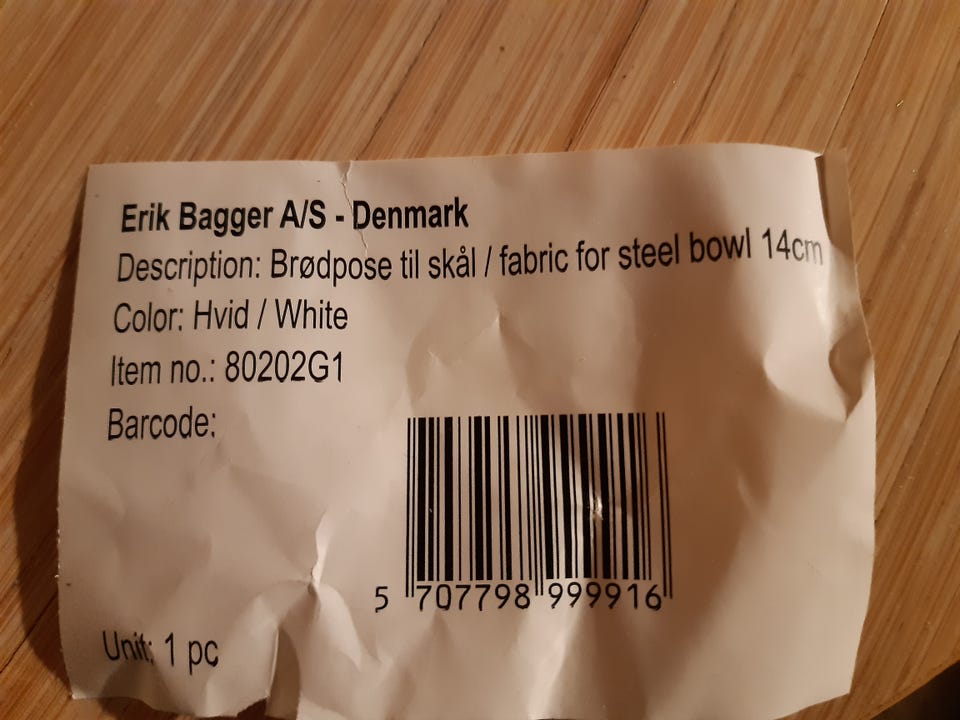 Erik Bagger A/S - Denmark
Description: Brødpose til skål / fabric for steel bowl 14cm
Color: Hvid / White
Item no.: 80202G1
Barcode:
5 707798 999916
Unit: 1 pc